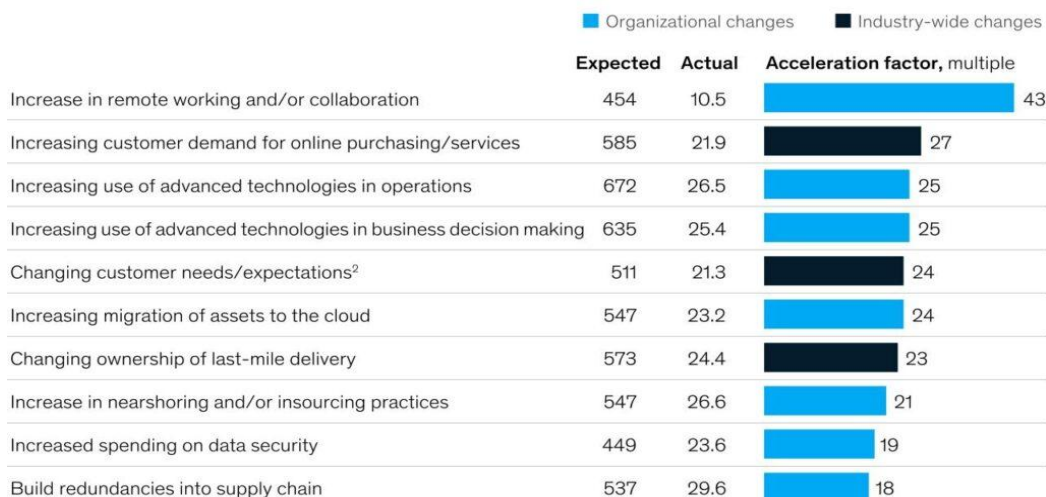 Organizational changes Industry-wide changes
Expected Actual Acceleration factor, multiple
Increase in remote working and/or collaboration 454 10.5 43
Increasing customer demand for online purchasing/services 585 21.9 27
Increasing use of advanced technologies in operations 672 26.5 25
Increasing use of advanced technologies in business decision making 635 25.4 25
Changing customer needs/expectations² 511 21.3 24
Increasing migration of assets to the cloud 547 23.2 24
Changing ownership of last-mile delivery 573 24.4 23
Increase in nearshoring and/or insourcing practices 547 26.6 21
Increased spending on data security 449 23.6 19
Build redundancies into supply chain 537 29.6 18